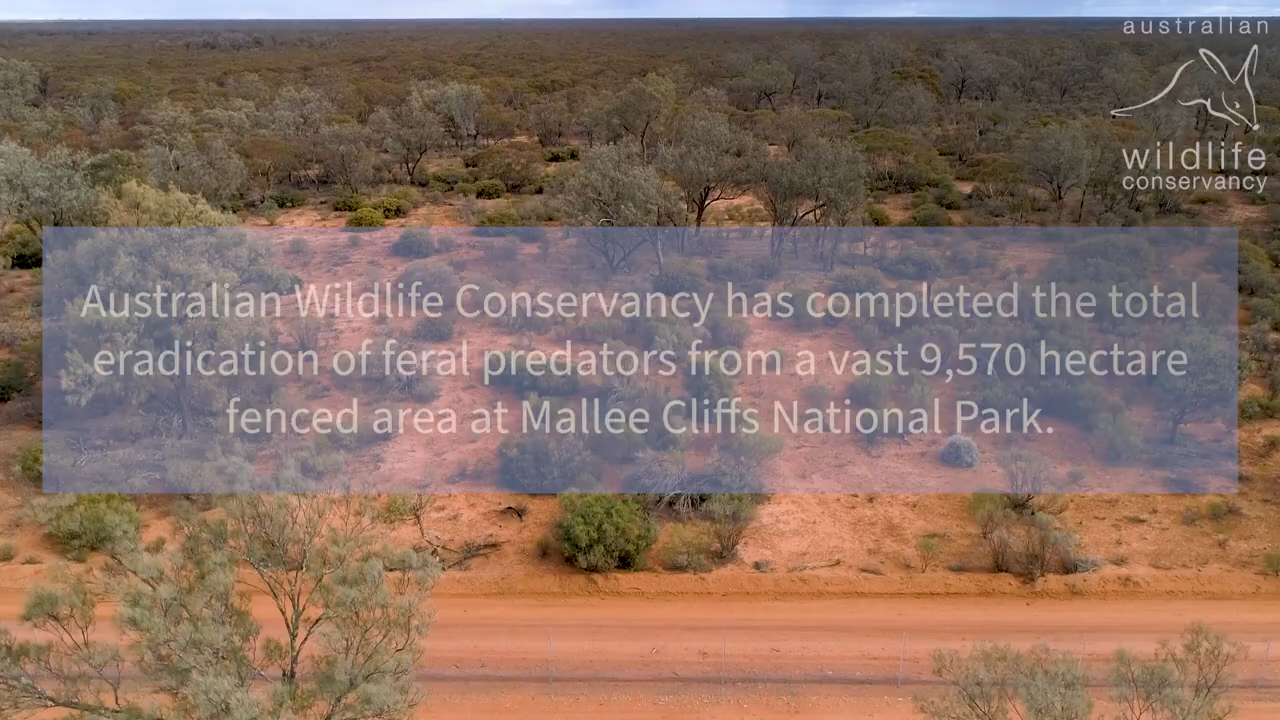 australian
wildlife
conservancy
Australian Wildlife Conservancy has completed the total
eradication of feral predators from a vast 9,570 hectare
fenced area at Mallee Cliffs National Park.